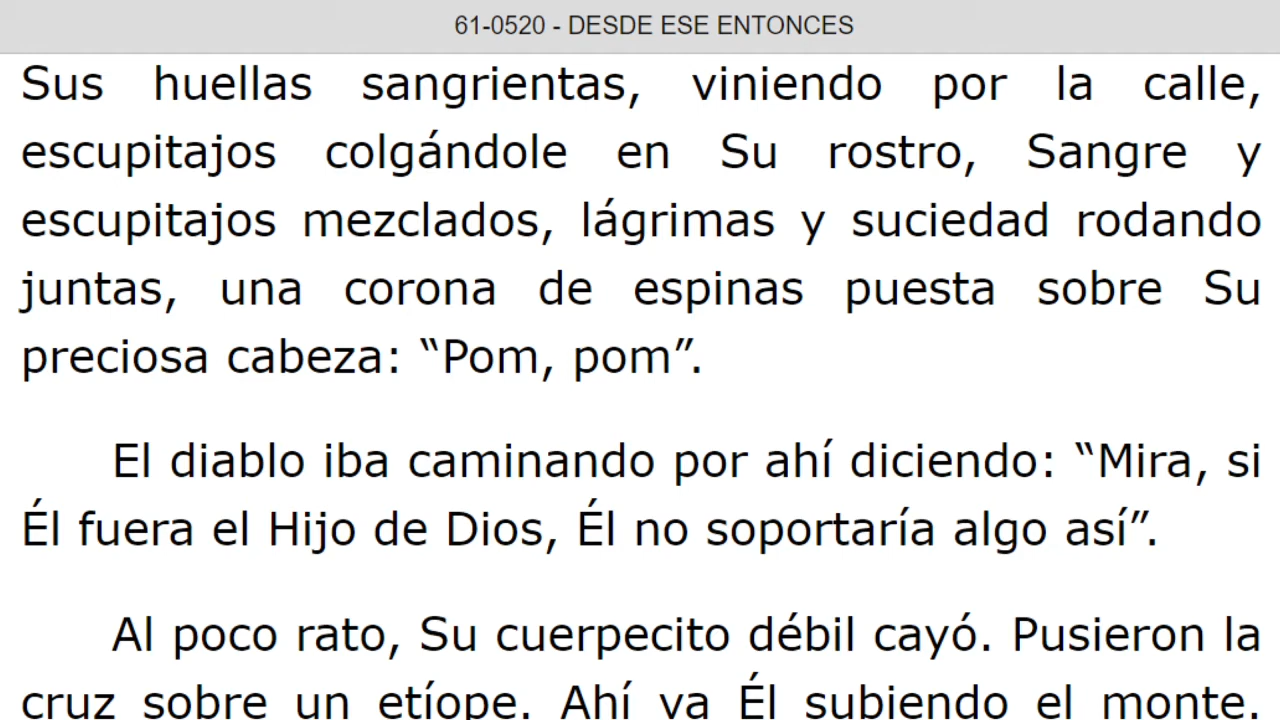 61-0520 - DESDE ESE ENTONCES
Sus huellas sangrientas, viniendo por la calle,
escupitajos colgándole en Su rostro, Sangre y
escupitajos mezclados, lágrimas y suciedad rodando
juntas, una corona de espinas puesta sobre Su
preciosa cabeza: “Pom, pom”.
El diablo iba caminando por ahí diciendo: “Mira, si
Él fuera el Hijo de Dios, Él no soportaría algo así”.
Al poco rato, Su cuerpecito débil cayó. Pusieron la
cruz sobre un etíope. Ahí va Él subiendo el monte.